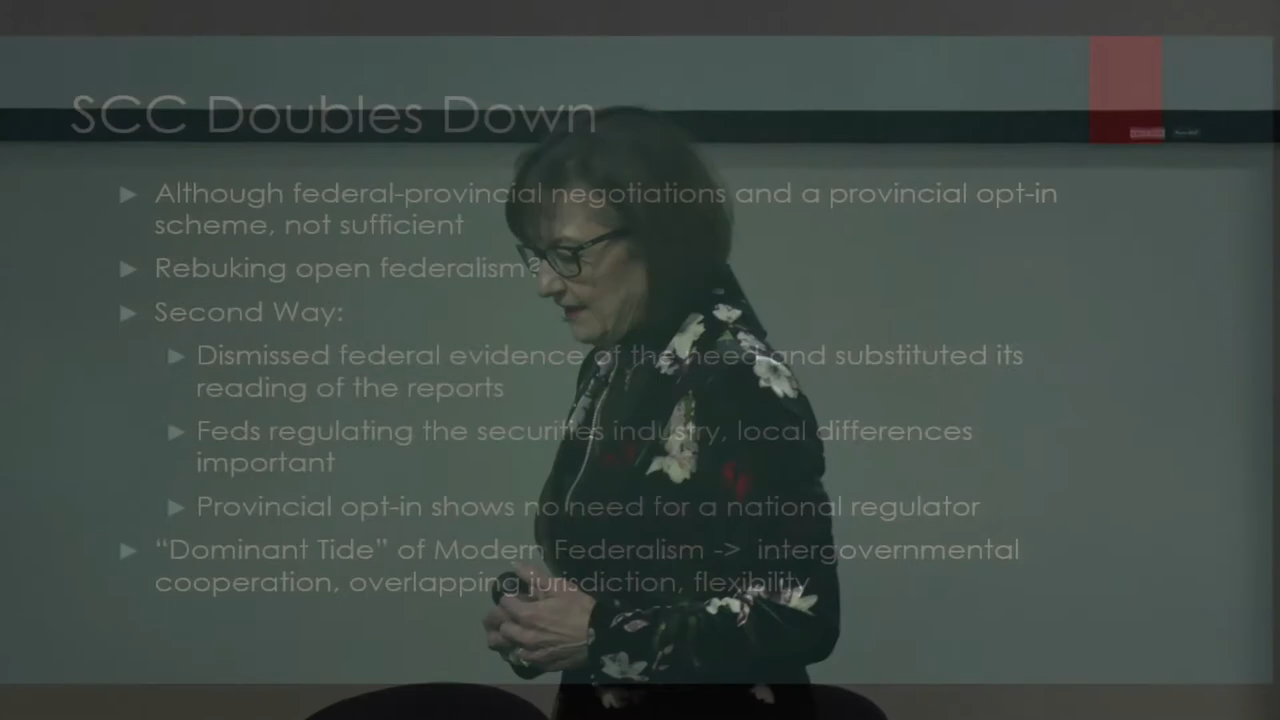 SCC Doubles Down
Although federal-provincial negotiations and a provincial opt-in
scheme, not sufficient
Rebuking open federalism?
Second Way:
Dismissed federal evidence of the need and substituted its
reading of the reports
Feds regulating the securities industry, local differences
important
Provincial opt-in shows no need for a national regulator
“Dominant Tide” of Modern Federalism -> intergovernmental
cooperation, overlapping jurisdiction, flexibility